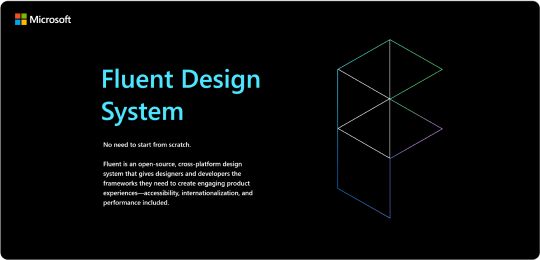 Microsoft
Fluent Design
System
No need to start from scratch.
Fluent is an open-source, cross-platform design
system that gives designers and developers the
frameworks they need to create engaging product
experiences—accessibility, internationalization, and
performance included.